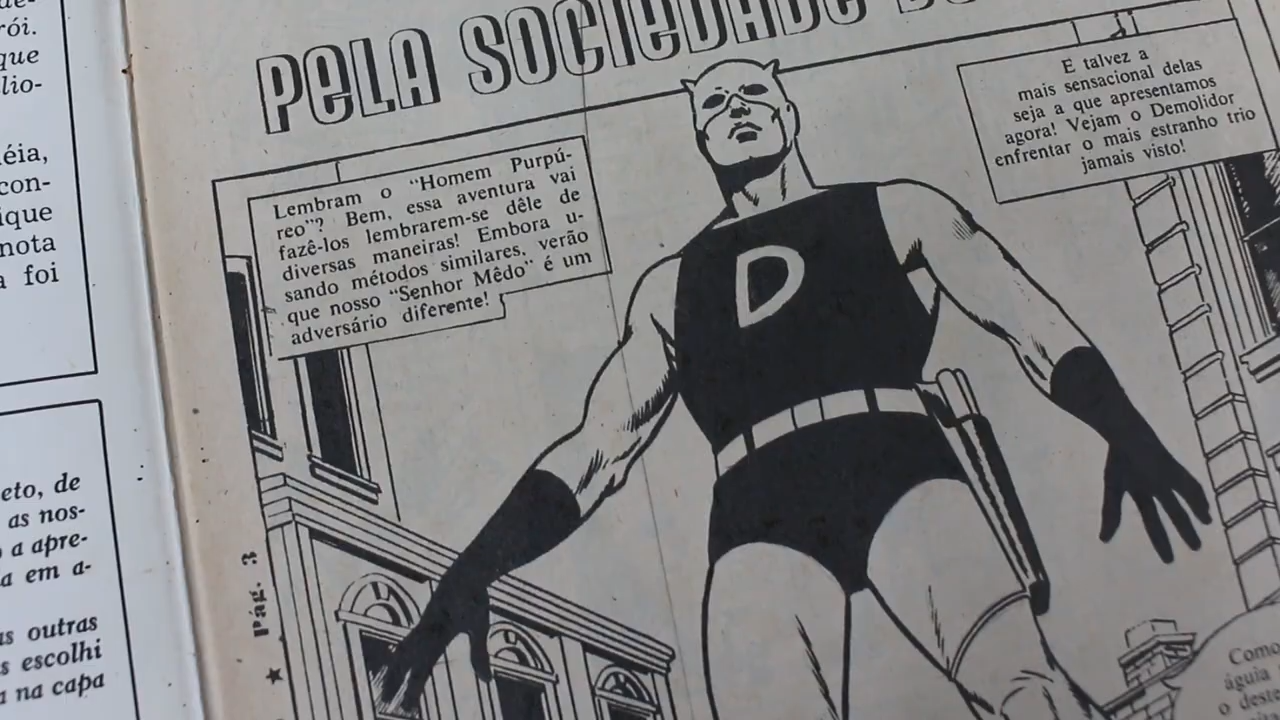 rói.
que
lio-
éia,
con-
ique
nota
a foi
eto, de
as nos-
o a apre-
a em a-
as outras
s escolhi
a na capa
PELA SOCIEDADE
Lembram o "Homem Purpú-
reo"? Bem, essa aventura vai
fazê-los lembrarem-se dêle de
diversas maneiras! Embora u-
sando métodos similares, verão
que nosso "Senhor Mêdo" é um
adversário diferente!
E talvez a
mais sensacional delas
seja a que apresentamos
agora! Vejam o Demolidor
enfrentar o mais estranho trio
jamais visto!
D
Pág. 3
Como
águia
o deste